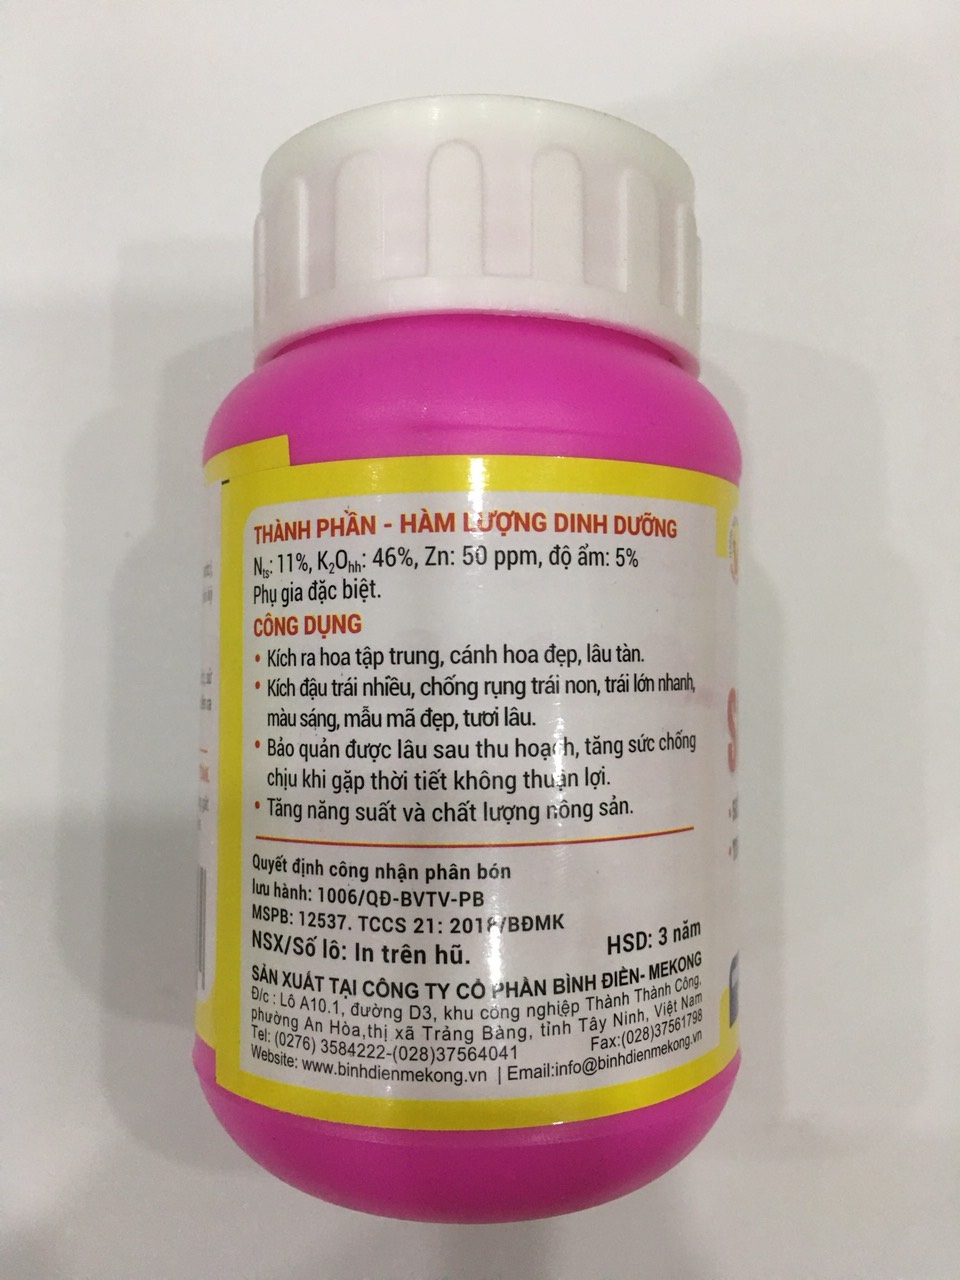 THÀNH PHẦN - HÀM LƯỢNG DINH DƯỠNG
Nts: 11%, K2Ohh: 46%, Zn: 50 ppm, độ ẩm: 5%
Phụ gia đặc biệt.
CÔNG DỤNG
• Kích ra hoa tập trung, cánh hoa đẹp, lâu tàn.
• Kích đậu trái nhiều, chống rụng trái non, trái lớn nhanh,
màu sáng, mẫu mã đẹp, tươi lâu.
• Bảo quản được lâu sau thu hoạch, tăng sức chống
chịu khi gặp thời tiết không thuận lợi.
• Tăng năng suất và chất lượng nông sản.
Quyết định công nhận phân bón
lưu hành: 1006/QĐ-BVTV-PB
MSPB: 12537. TCCS 21: 2018/BĐMK
NSX/Số lô: In trên hũ. HSD: 3 năm
SẢN XUẤT TẠI CÔNG TY CỔ PHẦN BÌNH ĐIỀN- MEKONG
Đ/c : Lô A10.1, đường D3, khu công nghiệp Thành Thành Công,
phường An Hòa,thị xã Trảng Bàng, tỉnh Tây Ninh, Việt Nam
Tel: (0276) 3584222-(028)37564041 Fax:(028)37561798
Website: www.binhdienmekong.vn | Email:info@binhdienmekong.vn